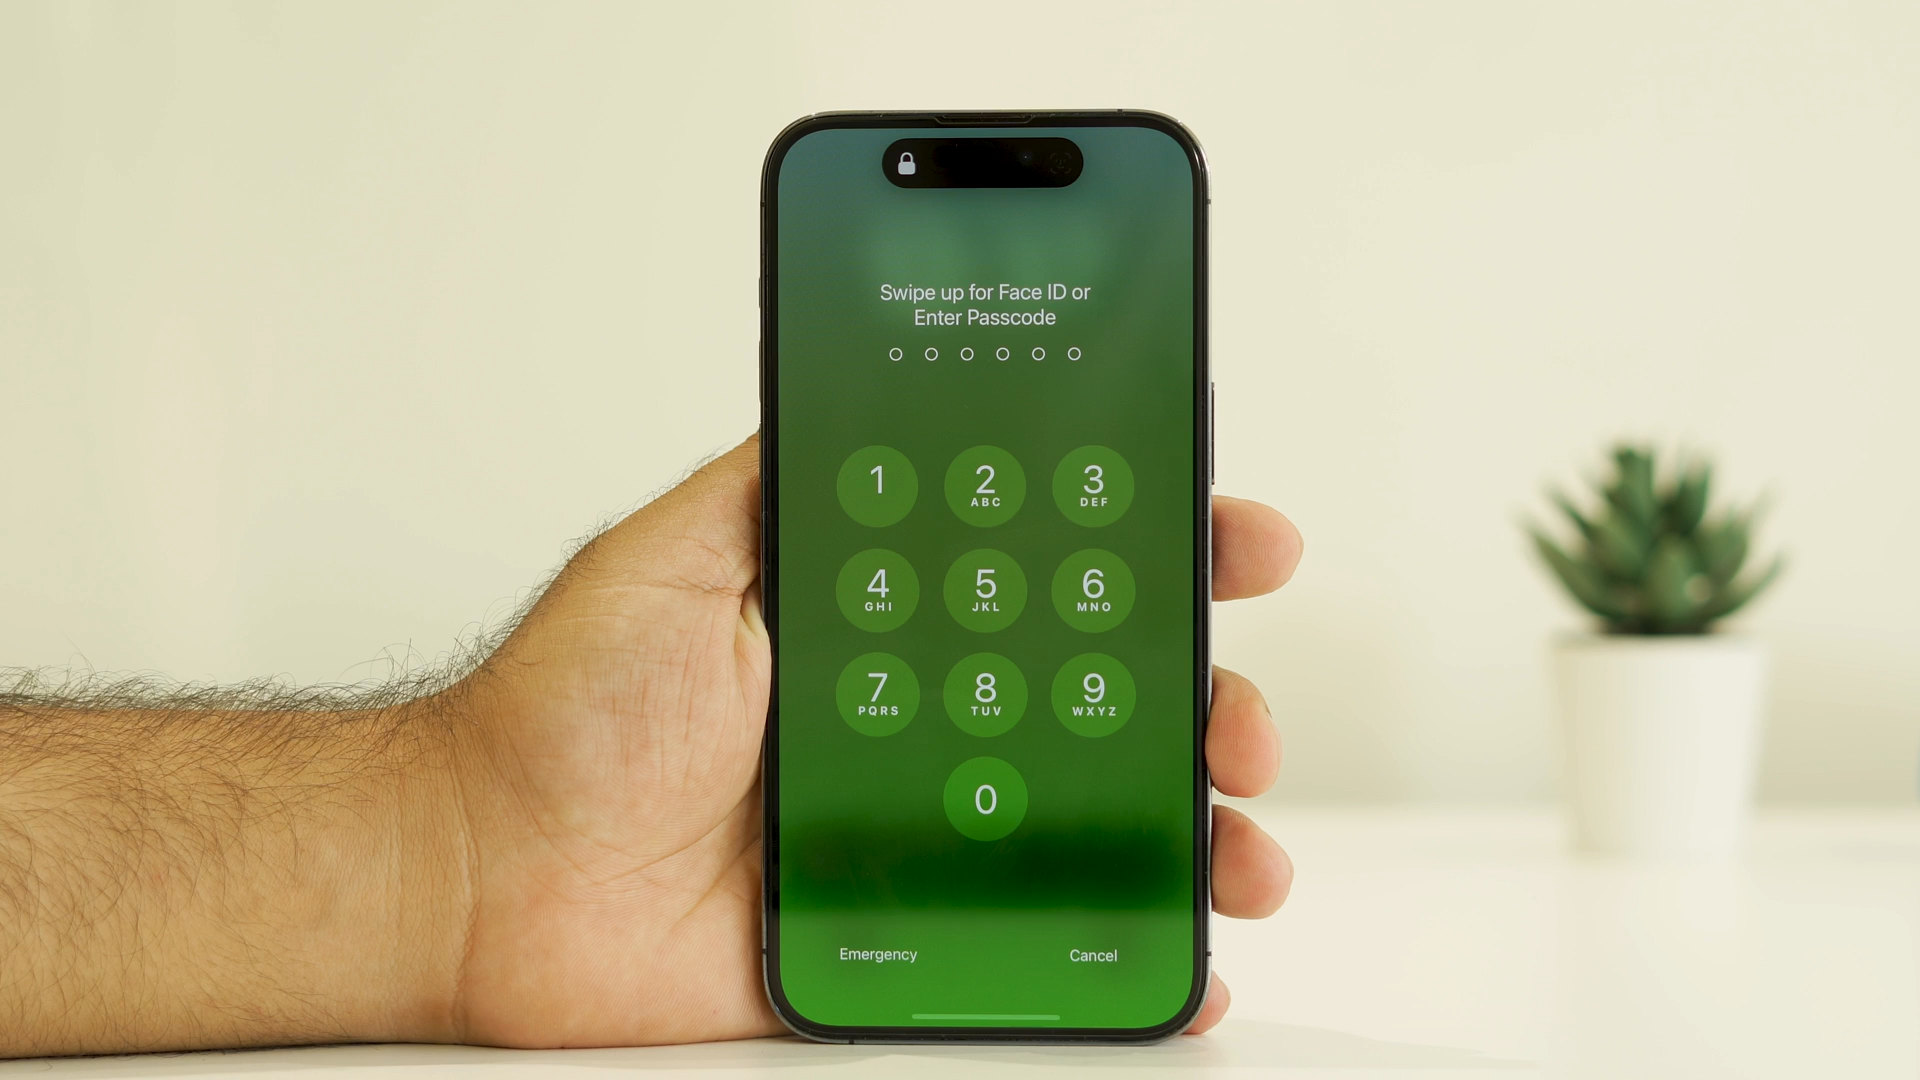 Swipe up for Face ID or
Enter Passcode
1
2
ABC
3
DEF
4
GHI
5
JKL
6
MNO
7
PQRS
8
TUV
9
WXYZ
0
Emergency
Cancel